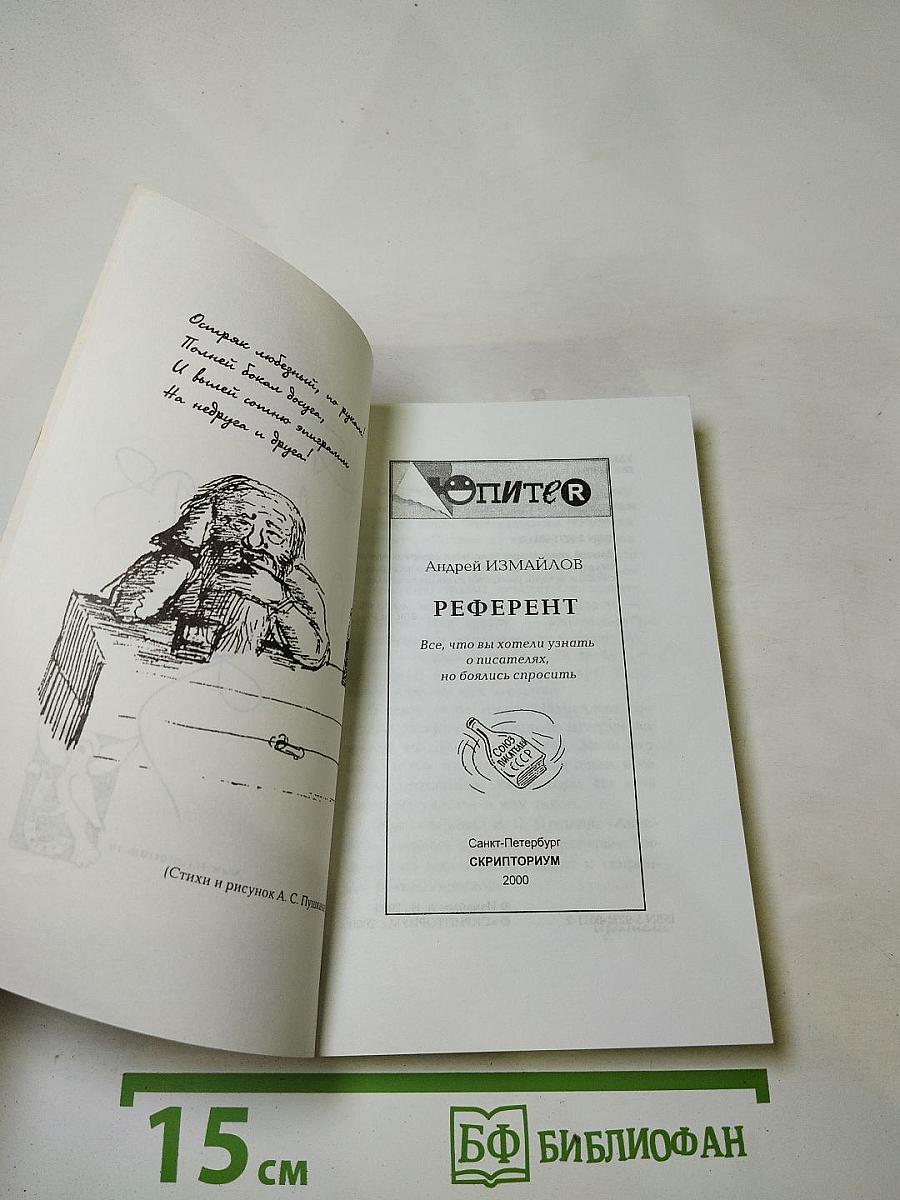 Остряк любезный, по рукам!
Полней бокал досуга,
И вылей сотню эпиграмм
На недруга и друга!
(Стихи и рисунок А. С. Пушкина
ЮПИТЕR
Андрей ИЗМАЙЛОВ
РЕФЕРЕНТ
Все, что вы хотели узнать
о писателях,
но боялись спросить
СОЮЗ
ПИСАТЕЛЕЙ
СССР
Санкт-Петербург
СКРИПТОРИУМ
2000
15 см
БФ БИБЛИОФАН